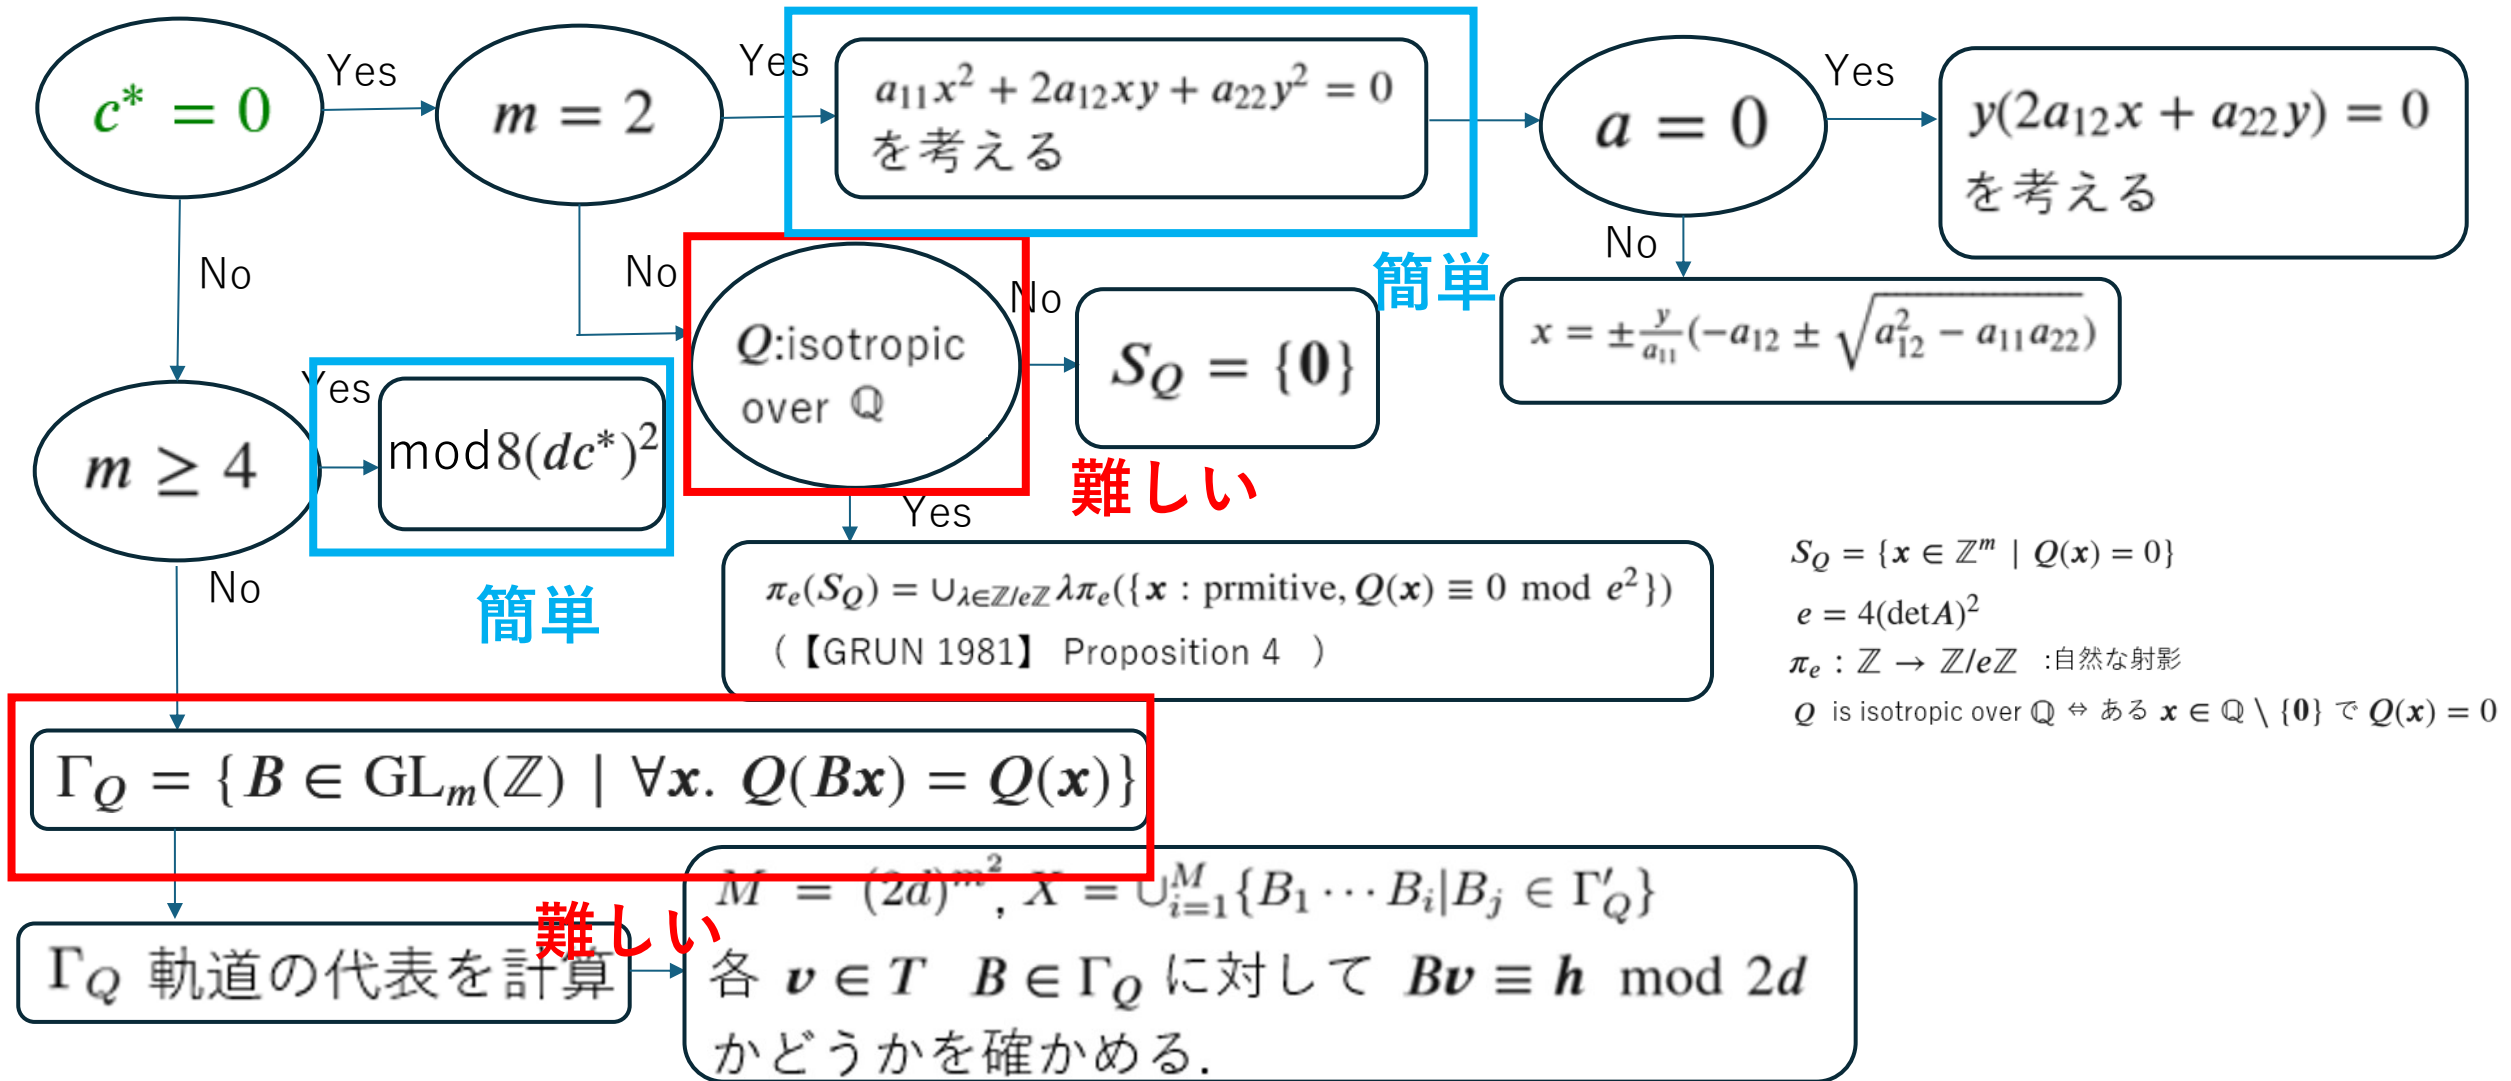 c* = 0
Yes
m = 2
Yes
a₁₁x² + 2a₁₂xy + a₂₂y² = 0
を考える
a = 0
Yes
y(2a₁₂x + a₂₂y) = 0
を考える
No
No
No
簡単
x = ±y/a₁₁(−a₁₂ ± √(a₁₂² − a₁₁a₂₂))
Q:isotropic
over ℚ
No
S_Q = {0}
難しい
Yes
m ≥ 4
Yes
mod8(dc*)²
簡単
No
π_e(S_Q) = ∪_{λ∈ℤ/eℤ} λπ_e({x : prmitive, Q(x) ≡ 0 mod e²})
(【GRUN 1981】 Proposition 4 )
S_Q = {x ∈ ℤᵐ | Q(x) = 0}
e = 4(detA)²
π_e : ℤ → ℤ/eℤ :自然な射影
Q is isotropic over ℚ ⇔ ある x ∈ ℚ \ {0} で Q(x) = 0
Γ_Q = {B ∈ GL_m(ℤ) | ∀x. Q(Bx) = Q(x)}
難しい
Γ_Q 軌道の代表を計算
M = (2d)^{m²}, X = ∪_{i=1}^{M}{B₁⋯B_i|B_j ∈ Γ′_Q}
各 v ∈ T B ∈ Γ_Q に対して Bv ≡ h mod 2d
かどうかを確かめる.